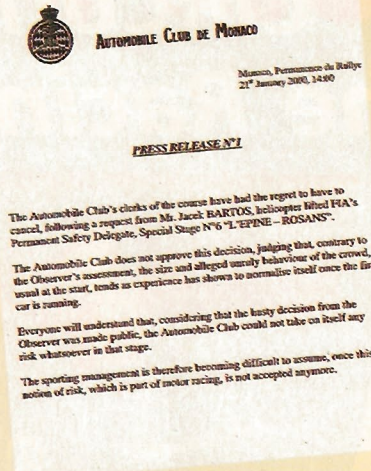 AUTOMOBILE CLUB DE MONACO
Monaco, Permanence du Rallye
21st January 2000, 14:00
PRESS RELEASE N°1
The Automobile Club's clerks of the course have had the regret to have to
cancel, following a request from Mr. Jacek BARTOS, helicopter lifted FIA's
Permanent Safety Delegate, Special Stage N°6 "L'EPINE – ROSANS".
The Automobile Club does not approve this decision, judging that, contrary to
the Observer's assessment, the size and alleged unruly behaviour of the crowd,
usual at the start, tends as experience has shown to normalise itself once the firs
car is running.
Everyone will understand that, considering that the hasty decision from the
Observer was made public, the Automobile Club could not take on itself any
risk whatsoever in that stage.
The sporting management is therefore becoming difficult to assume, once this
notion of risk, which is part of motor racing, is not accepted anymore.